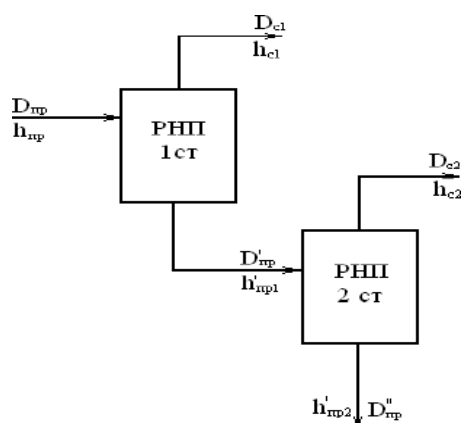 Dс1
hс1
Dпр
hпр
РНП
1ст
Dс2
hс2
D'пр
h'пр1
РНП
2 ст
h'пр2 D''пр